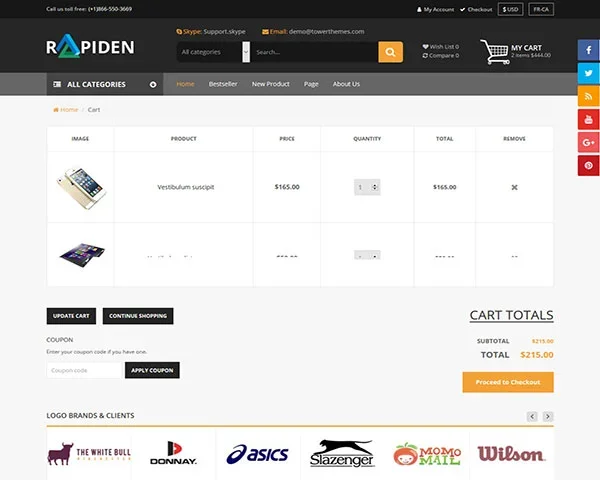 Call us toll free: (+1)866-550-3669
My Account Checkout $ USD FR-CA
Skype: Support.skype Email: demo@towerthemes.com
RAPIDEN
All categories Search...
Wish List 0
Compare 0
MY CART
2 items $444.00
ALL CATEGORIES
Home Bestseller New Product Page About Us
Home / Cart
IMAGE PRODUCT PRICE QUANTITY TOTAL REMOVE
Vestibulum suscipit $165.00 1 $165.00
UPDATE CART CONTINUE SHOPPING
CART TOTALS
COUPON
SUBTOTAL $215.00
Enter your coupon code if you have one.
TOTAL $215.00
Coupon code APPLY COUPON
Proceed to Checkout
LOGO BRANDS & CLIENTS
THE WHITE BULL
DONNAY.
asics
Slazenger
MOMO
MAIL
Wilson